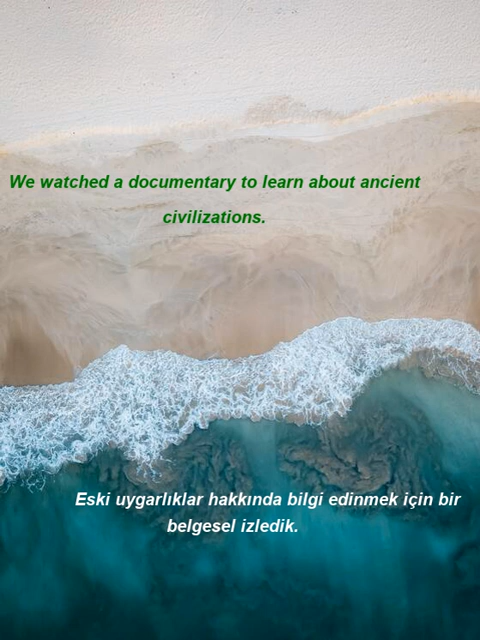 We watched a documentary to learn about ancient
civilizations.
Eski uygarlıklar hakkında bilgi edinmek için bir
belgesel izledik.